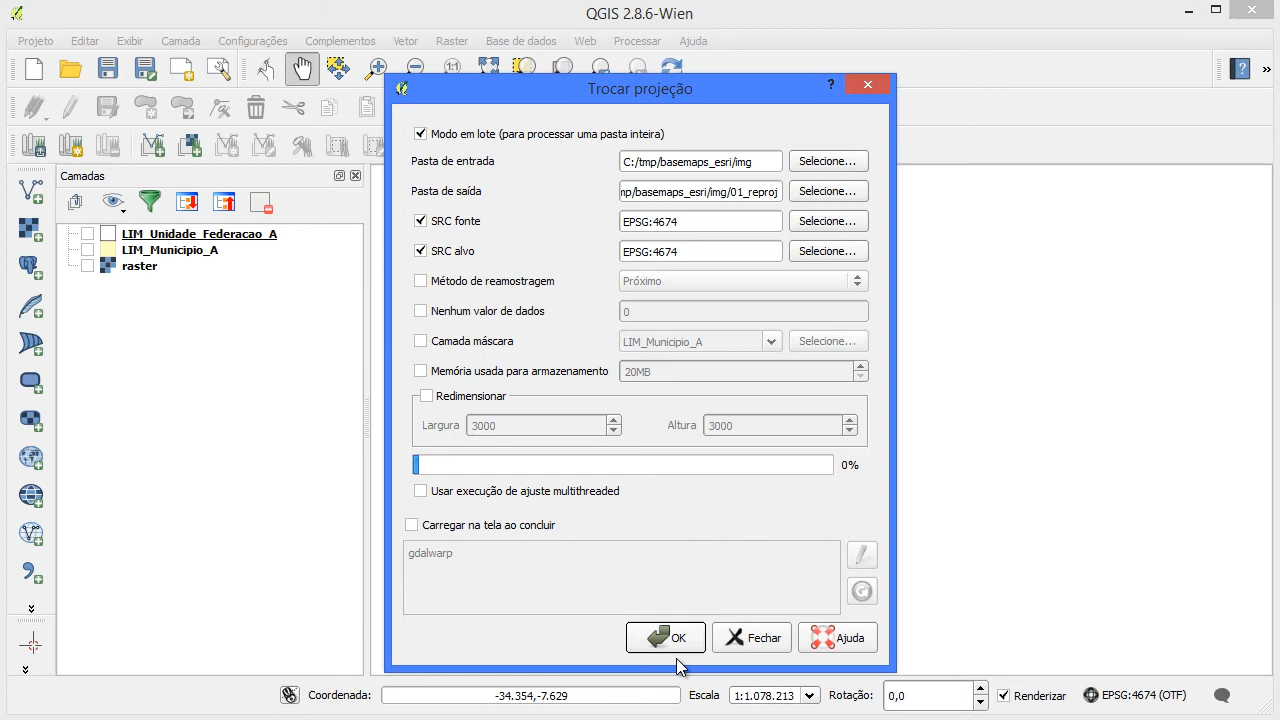 QGIS 2.8.6-Wien
Projeto Editar Exibir Camada Configurações Complementos Vetor Raster Base de dados Web Processar Ajuda
1:1
Trocar projeção
?
Modo em lote (para processar uma pasta inteira)
Pasta de entrada C:/tmp/basemaps_esri/img Selecione...
Pasta de saída mp/basemaps_esri/img/01_reproj Selecione...
SRC fonte EPSG:4674 Selecione...
SRC alvo EPSG:4674 Selecione...
Método de reamostragem Próximo
Nenhum valor de dados 0
Camada máscara LIM_Municipio_A Selecione...
Memória usada para armazenamento 20MB
Redimensionar
Largura 3000 Altura 3000
0%
Usar execução de ajuste multithreaded
Carregar na tela ao concluir
gdalwarp
OK Fechar Ajuda
Camadas
LIM_Unidade_Federacao_A
LIM_Municipio_A
raster
Coordenada: -34.354,-7.629 Escala 1:1.078.213 Rotação: 0,0 Renderizar EPSG:4674 (OTF)